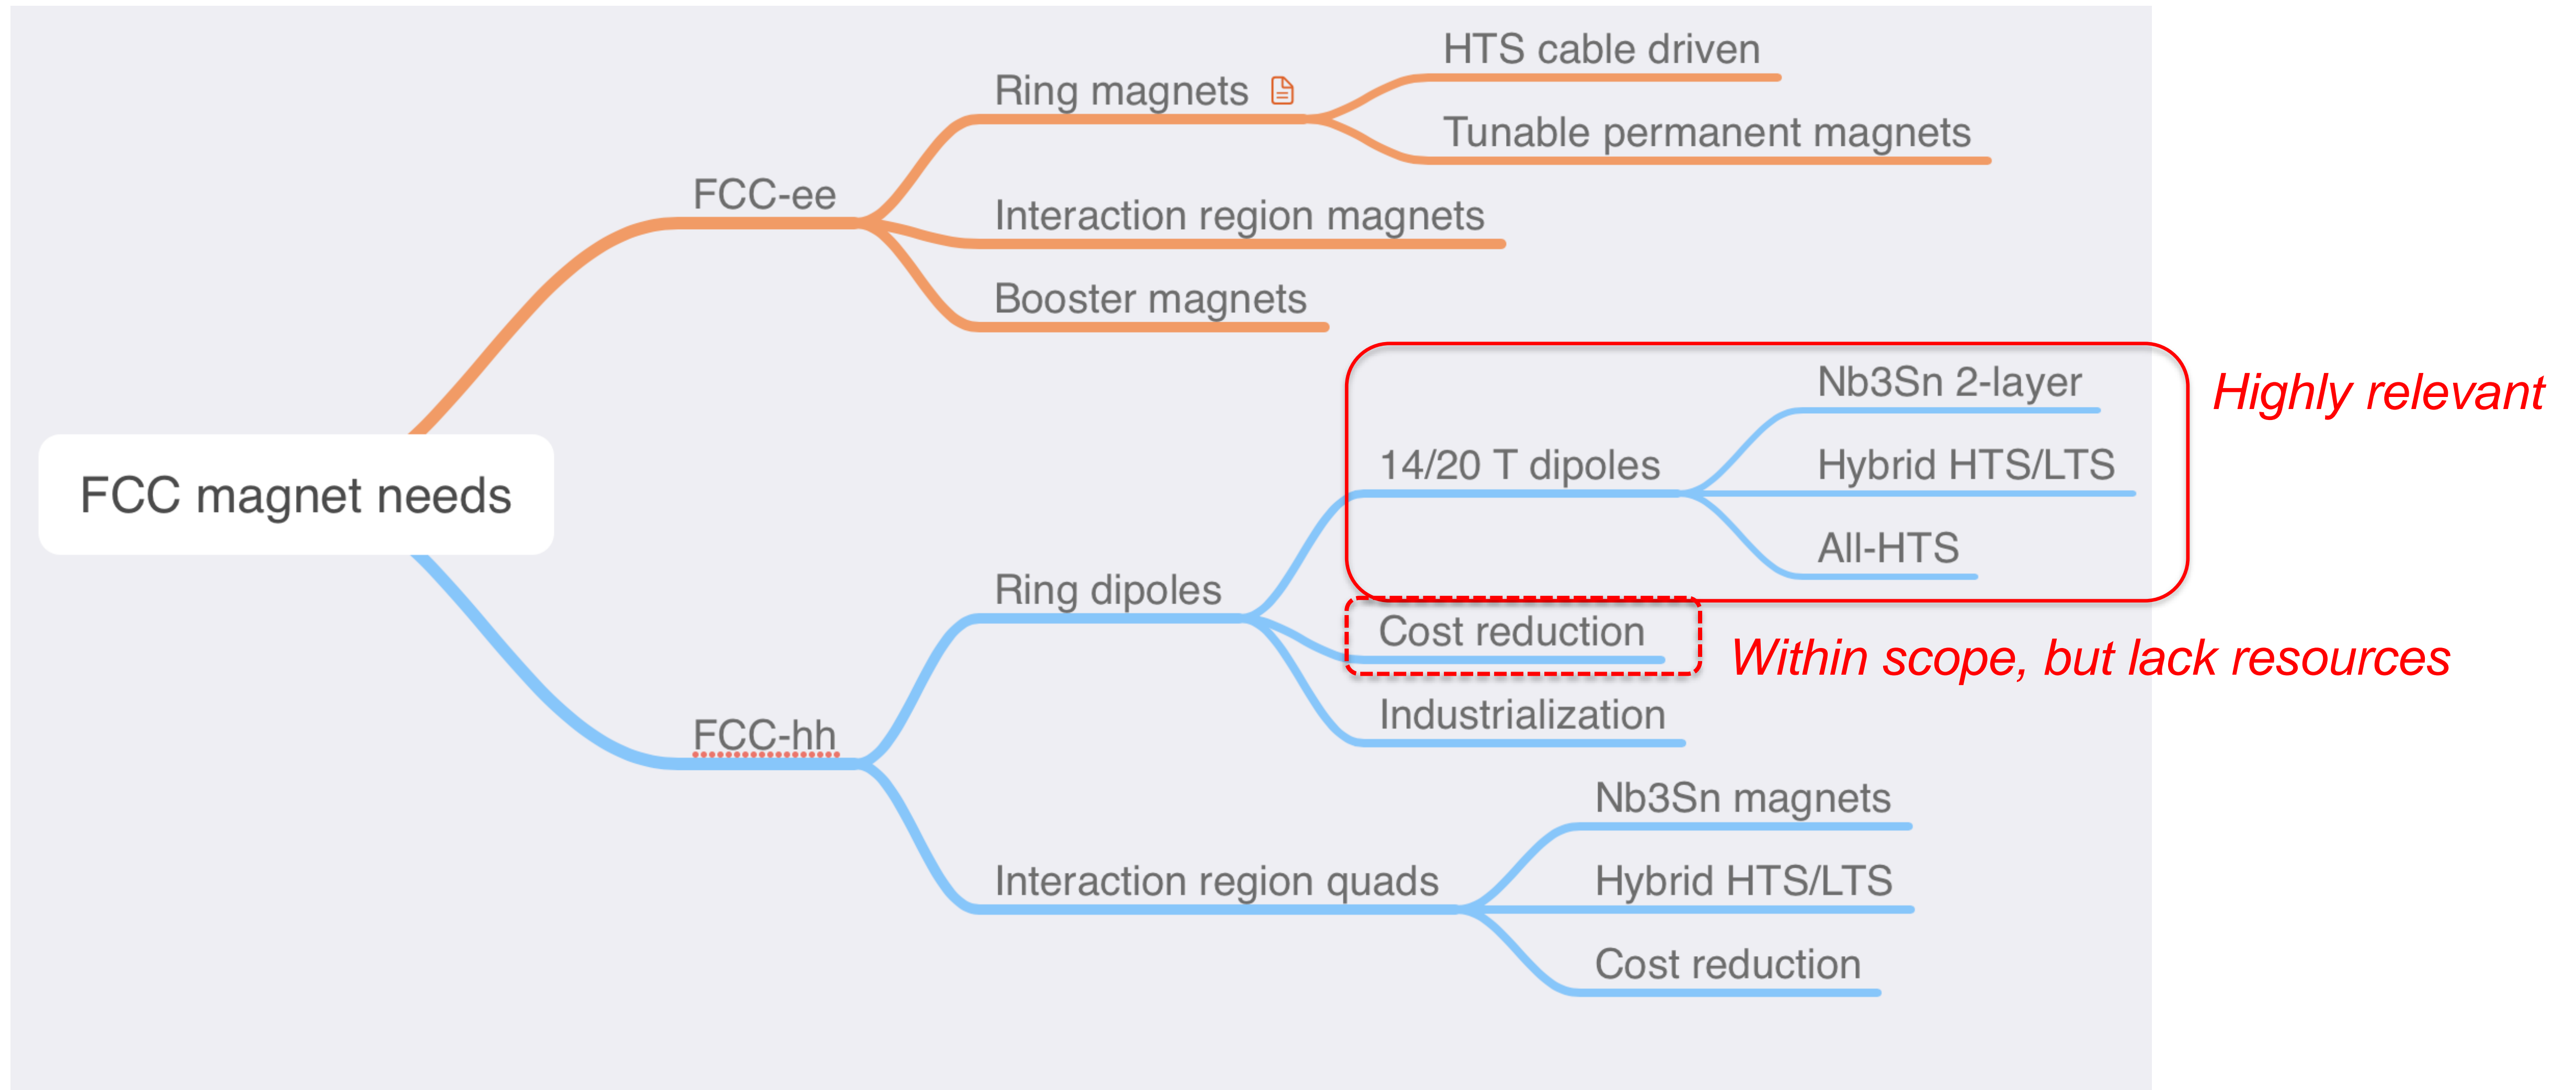 FCC magnet needs
FCC-ee
Ring magnets
HTS cable driven
Tunable permanent magnets
Interaction region magnets
Booster magnets
FCC-hh
Ring dipoles
14/20 T dipoles
Nb3Sn 2-layer
Hybrid HTS/LTS
All-HTS
Highly relevant
Cost reduction
Within scope, but lack resources
Industrialization
Interaction region quads
Nb3Sn magnets
Hybrid HTS/LTS
Cost reduction